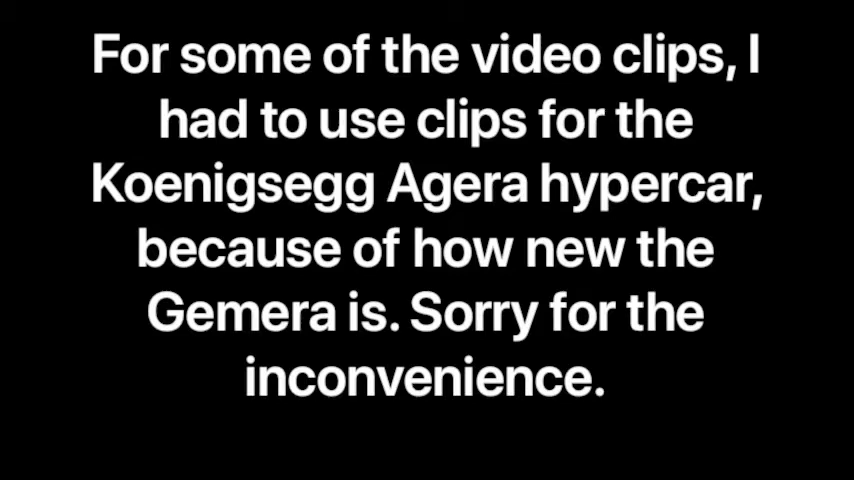 For some of the video clips, I
had to use clips for the
Koenigsegg Agera hypercar,
because of how new the
Gemera is. Sorry for the
inconvenience.